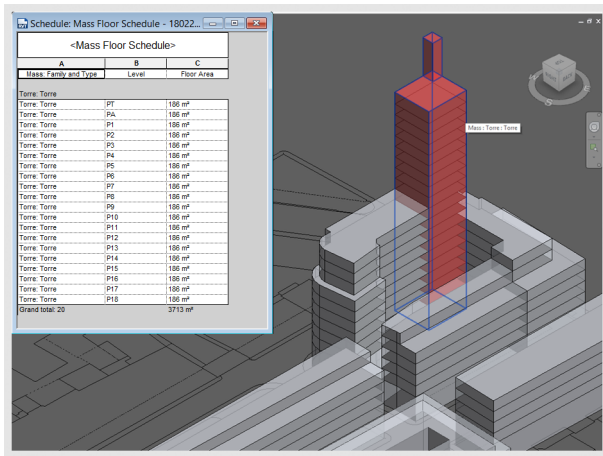 Schedule: Mass Floor Schedule - 18022...
<Mass Floor Schedule>
A B C
Mass: Family and Type Level Floor Area
Torre: Torre
Torre: Torre PT 186 m²
Torre: Torre PA 186 m²
Torre: Torre P1 186 m²
Torre: Torre P2 186 m²
Torre: Torre P3 186 m²
Torre: Torre P4 186 m²
Torre: Torre P5 186 m²
Torre: Torre P6 186 m²
Torre: Torre P7 186 m²
Torre: Torre P8 186 m²
Torre: Torre P9 186 m²
Torre: Torre P10 186 m²
Torre: Torre P11 186 m²
Torre: Torre P12 186 m²
Torre: Torre P13 186 m²
Torre: Torre P14 186 m²
Torre: Torre P15 186 m²
Torre: Torre P16 186 m²
Torre: Torre P17 186 m²
Torre: Torre P18 186 m²
Grand total: 20 3713 m²
Mass : Torre : Torre